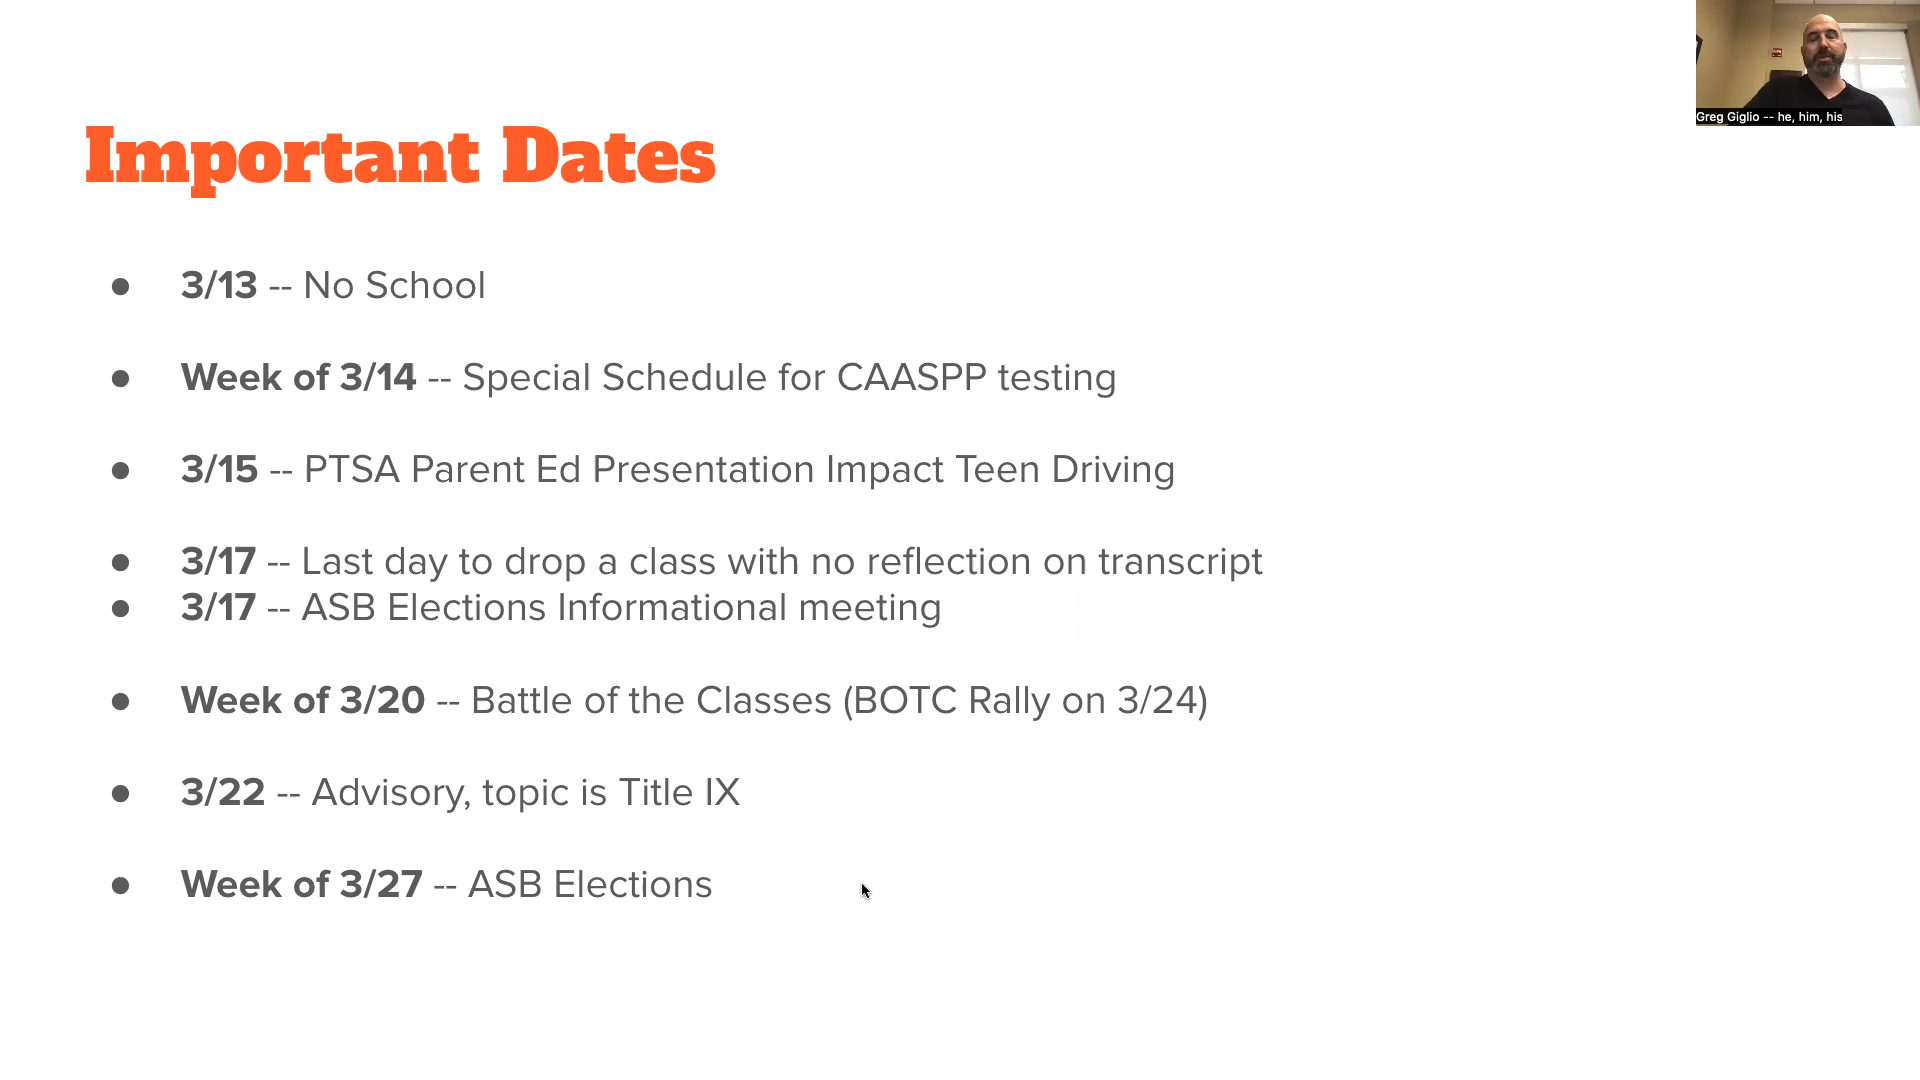 Greg Giglio -- he, him, his
Important Dates
● 3/13 -- No School
● Week of 3/14 -- Special Schedule for CAASPP testing
● 3/15 -- PTSA Parent Ed Presentation Impact Teen Driving
● 3/17 -- Last day to drop a class with no reflection on transcript
● 3/17 -- ASB Elections Informational meeting
● Week of 3/20 -- Battle of the Classes (BOTC Rally on 3/24)
● 3/22 -- Advisory, topic is Title IX
● Week of 3/27 -- ASB Elections